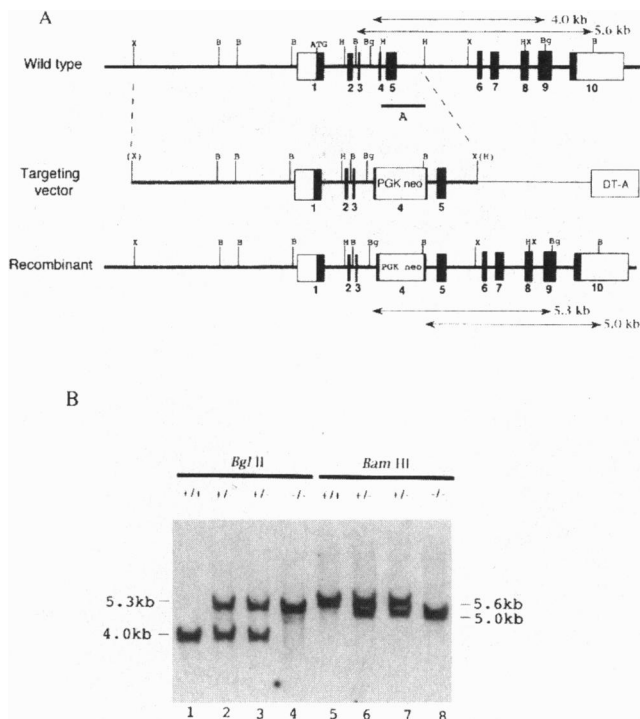 A
4.0 kb
5.6 kb
X B B B ATG H B Bg H H X HX Bg B
Wild type
1 2 3 4 5 6 7 8 9 10
A
(X) B B B H B Bg B X(H)
Targeting
vector
PGK neo
DT-A
1 2 3 4 5
X B B B H B Bg B X HX Bg B
Recombinant
PGK neo
1 2 3 4 5 6 7 8 9 10
5.3 kb
5.0 kb
B
Bgl II Bam III
+/+ +/- +/- -/- +/+ +/- +/- -/-
5.3kb
4.0kb
5.6kb
5.0kb
1 2 3 4 5 6 7 8